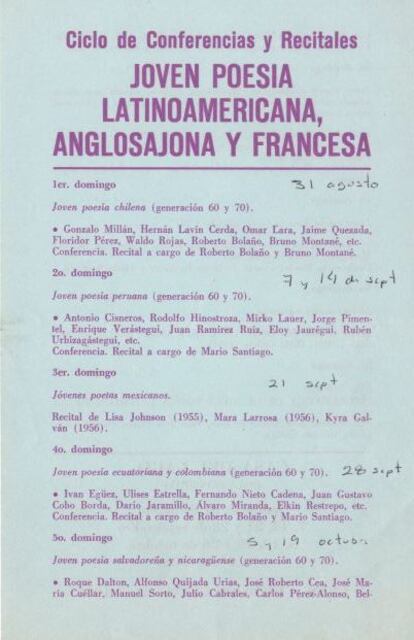 Ciclo de Conferencias y Recitales
JOVEN POESIA
LATINOAMERICANA,
ANGLOSAJONA Y FRANCESA
1er. domingo 31 agosto
Joven poesía chilena (generación 60 y 70).
• Gonzalo Millán, Hernán Lavín Cerda, Omar Lara, Jaime Quezada,
Floridor Pérez, Waldo Rojas, Roberto Bolaño, Bruno Montané, etc.
Conferencia. Recital a cargo de Roberto Bolaño y Bruno Montané.
2o. domingo 7 y 14 de sept
Joven poesía peruana (generación 60 y 70).
• Antonio Cisneros, Rodolfo Hinostroza, Mirko Lauer, Jorge Pimen-
tel, Enrique Verástegui, Juan Ramírez Ruiz, Eloy Jaurégui, Rubén
Urbizagástegui, etc.
Conferencia. Recital a cargo de Mario Santiago.
3er. domingo 21 sept
Jóvenes poetas mexicanos.
Recital de Lisa Johnson (1955), Mara Larrosa (1956), Kyra Gal-
ván (1956).
4o. domingo
Joven poesía ecuatoriana y colombiana (generación 60 y 70). 28 sept
• Ivan Egüez, Ulises Estrella, Fernando Nieto Cadena, Juan Gustavo
Cobo Borda, Darío Jaramillo, Alvaro Miranda, Elkin Restrepo, etc.
Conferencia. Recital a cargo de Roberto Bolaño y Mario Santiago.
5o. domingo 5 y 19 octubre
Joven poesía salvadoreña y nicaragüense (generación 60 y 70).
• Roque Dalton, Alfonso Quijada Urias, José Roberto Cea, José Ma-
ría Cuéllar, Manuel Sorto, Julio Cabrales, Carlos Pérez-Alonso, Bel-